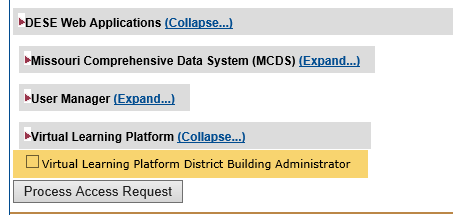 DESE Web Applications (Collapse...)
Missouri Comprehensive Data System (MCDS) (Expand...)
User Manager (Expand...)
Virtual Learning Platform (Collapse...)
Virtual Learning Platform District Building Administrator
Process Access Request